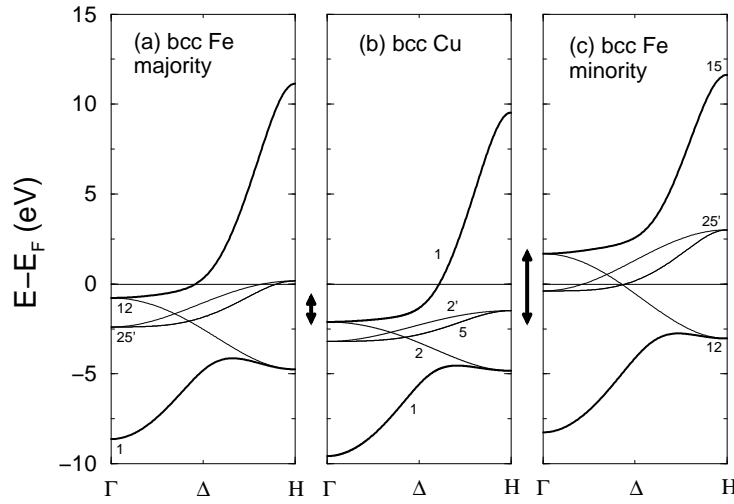 15
10
5
0
−5
−10
E−E_F (eV)
(a) bcc Fe
majority
12
25'
1
Γ
Δ
H
(b) bcc Cu
1
2'
5
2
1
Γ
Δ
H
(c) bcc Fe
minority
15
25'
12
Γ
Δ
H